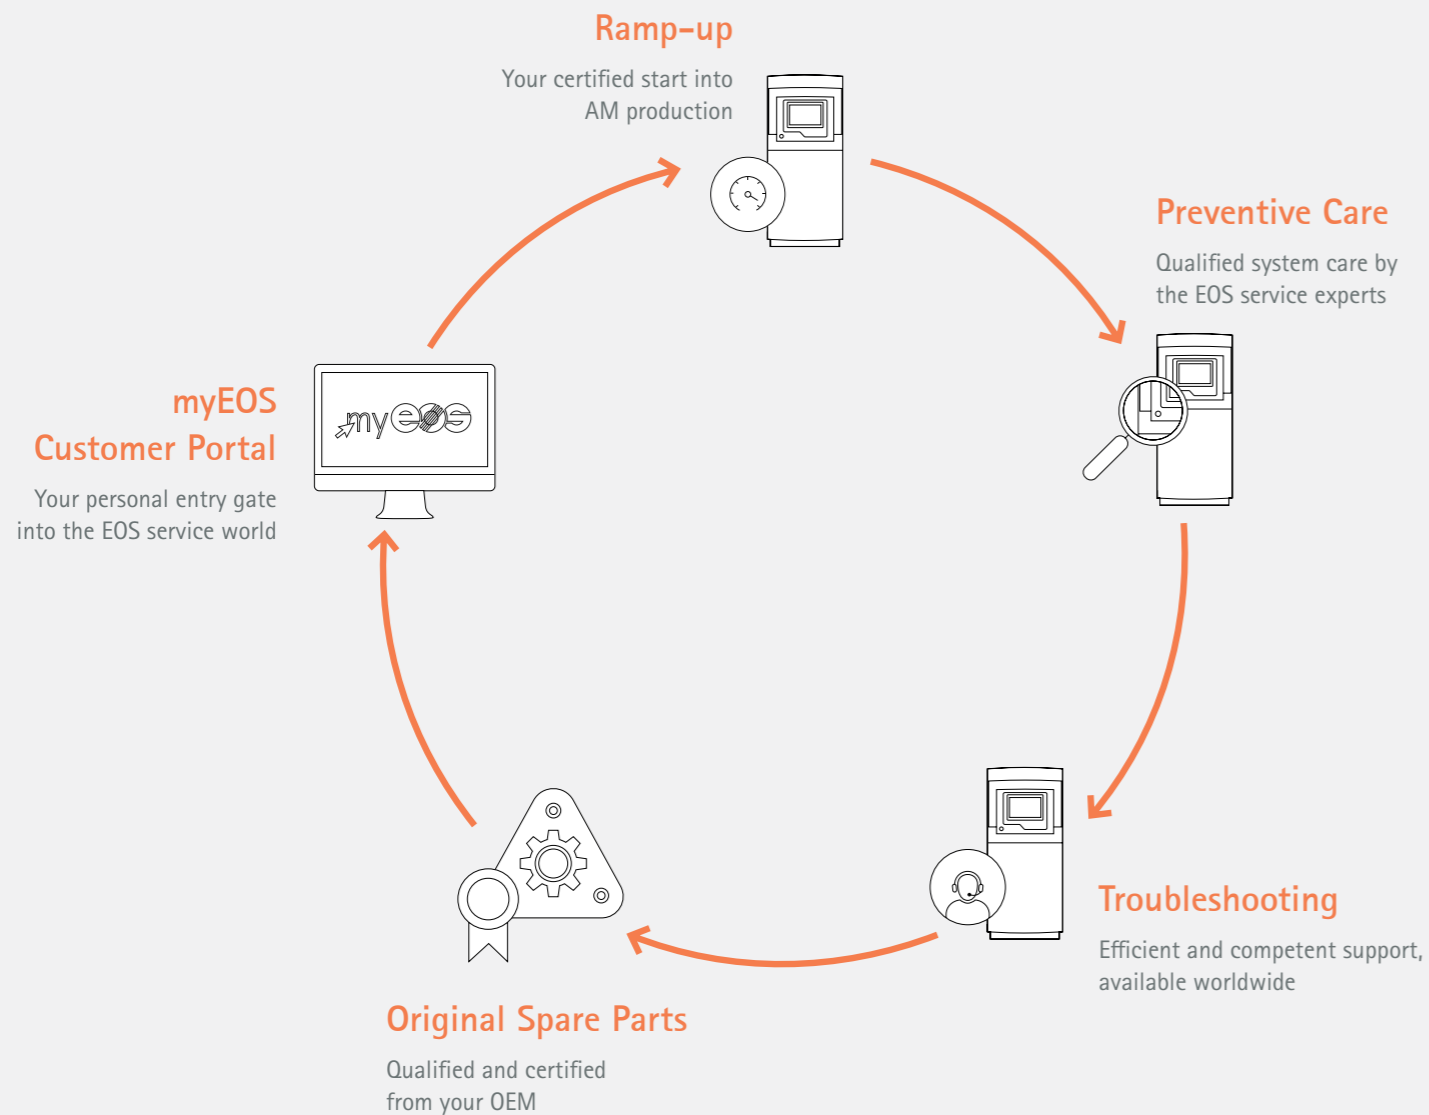 Ramp-up
Your certified start into
AM production
Preventive Care
Qualified system care by
the EOS service experts
myEOS
Customer Portal
Your personal entry gate
into the EOS service world
my eos
Troubleshooting
Efficient and competent support,
available worldwide
Original Spare Parts
Qualified and certified
from your OEM